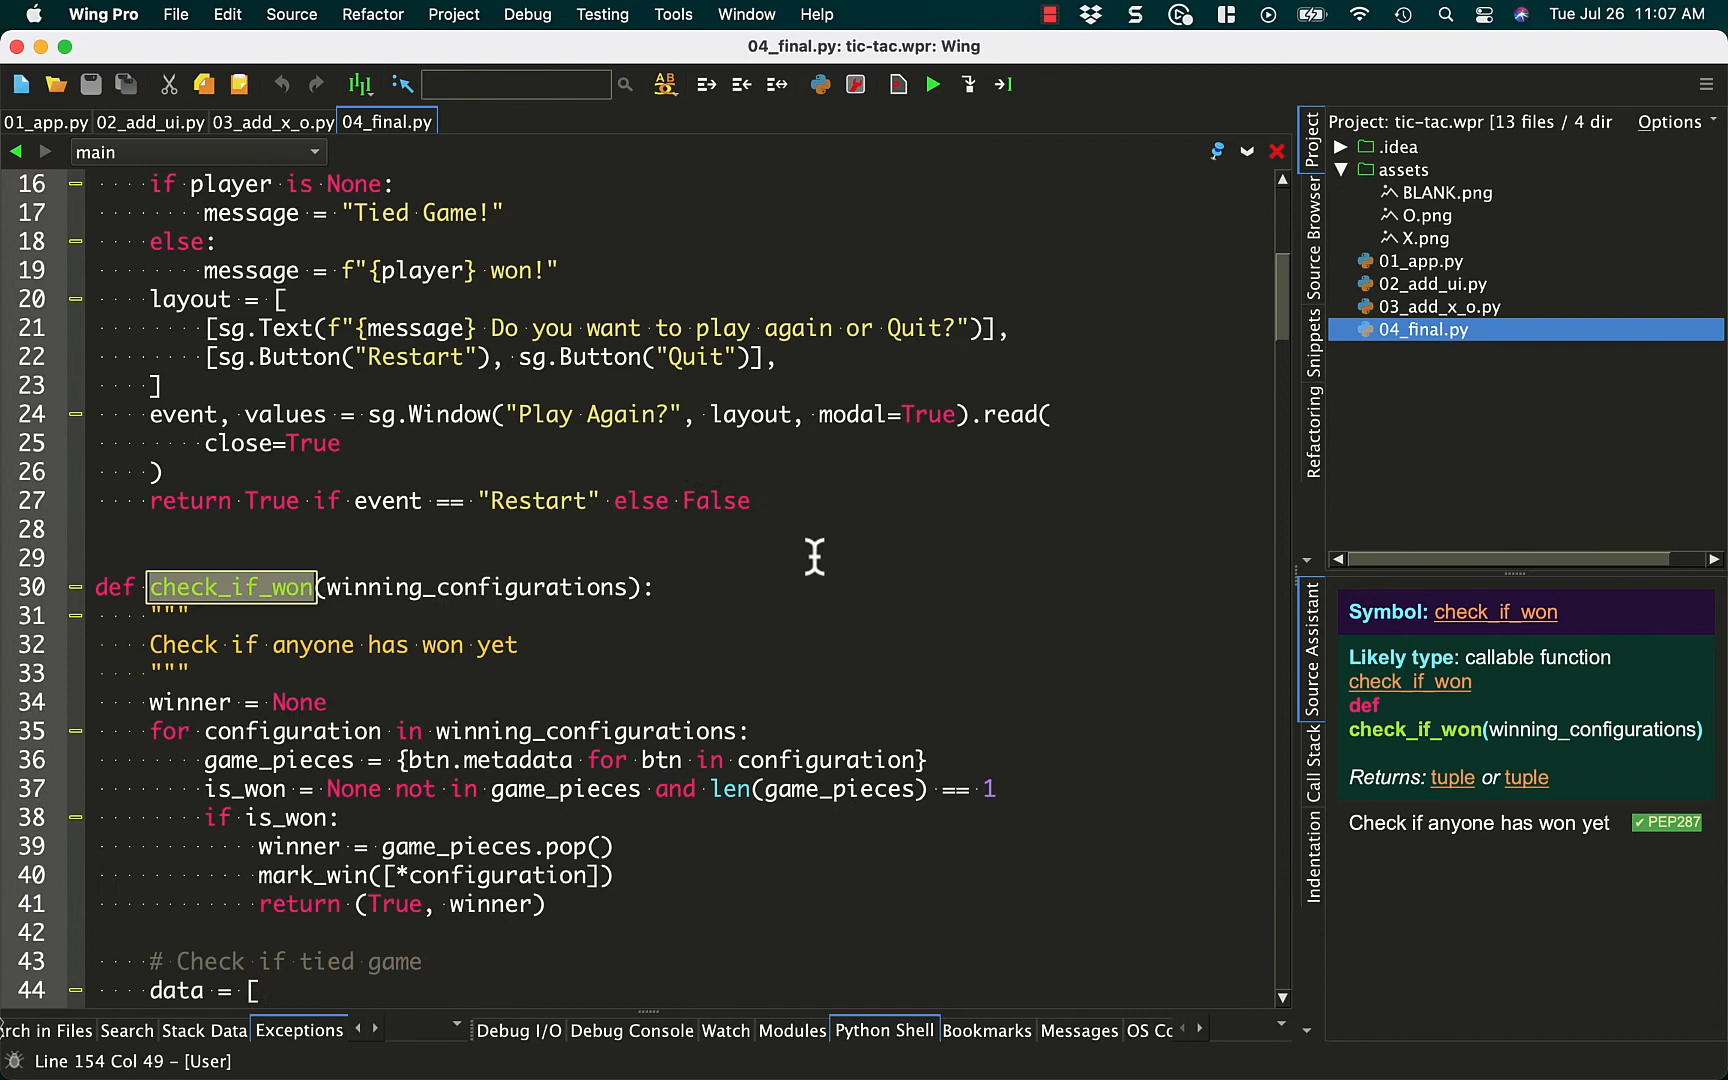 Wing Pro File Edit Source Refactor Project Debug Testing Tools Window Help Tue Jul 26 11:07 AM
04_final.py: tic-tac.wpr: Wing
01_app.py 02_add_ui.py 03_add_x_o.py 04_final.py
main
16 if player is None:
17 message = "Tied Game!"
18 else:
19 message = f"{player} won!"
20 layout = [
21 [sg.Text(f"{message} Do you want to play again or Quit?")],
22 [sg.Button("Restart"), sg.Button("Quit")],
23 ]
24 event, values = sg.Window("Play Again?", layout, modal=True).read(
25 close=True
26 )
27 return True if event == "Restart" else False
28
29
30 def check_if_won(winning_configurations):
31 """
32 Check if anyone has won yet
33 """
34 winner = None
35 for configuration in winning_configurations:
36 game_pieces = {btn.metadata for btn in configuration}
37 is_won = None not in game_pieces and len(game_pieces) == 1
38 if is_won:
39 winner = game_pieces.pop()
40 mark_win([*configuration])
41 return (True, winner)
42
43 # Check if tied game
44 data = [
Project
Source Browser
Snippets
Refactoring
Project: tic-tac.wpr [13 files / 4 dir Options
.idea
assets
BLANK.png
O.png
X.png
01_app.py
02_add_ui.py
03_add_x_o.py
04_final.py
Source Assistant
Call Stack
Indentation
Symbol: check_if_won
Likely type: callable function
check_if_won
def
check_if_won(winning_configurations)
Returns: tuple or tuple
Check if anyone has won yet ✔ PEP287
rch in Files Search Stack Data Exceptions Debug I/O Debug Console Watch Modules Python Shell Bookmarks Messages OS Cc
Line 154 Col 49 – [User]